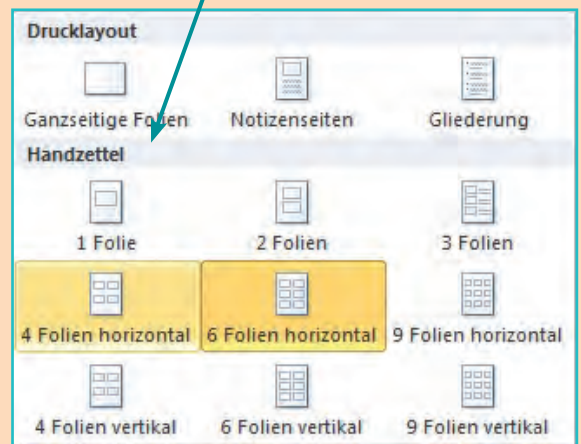 Drucklayout
Ganzseitige Folien Notizenseiten Gliederung
Handzettel
1 Folie 2 Folien 3 Folien
4 Folien horizontal 6 Folien horizontal 9 Folien horizontal
4 Folien vertikal 6 Folien vertikal 9 Folien vertikal